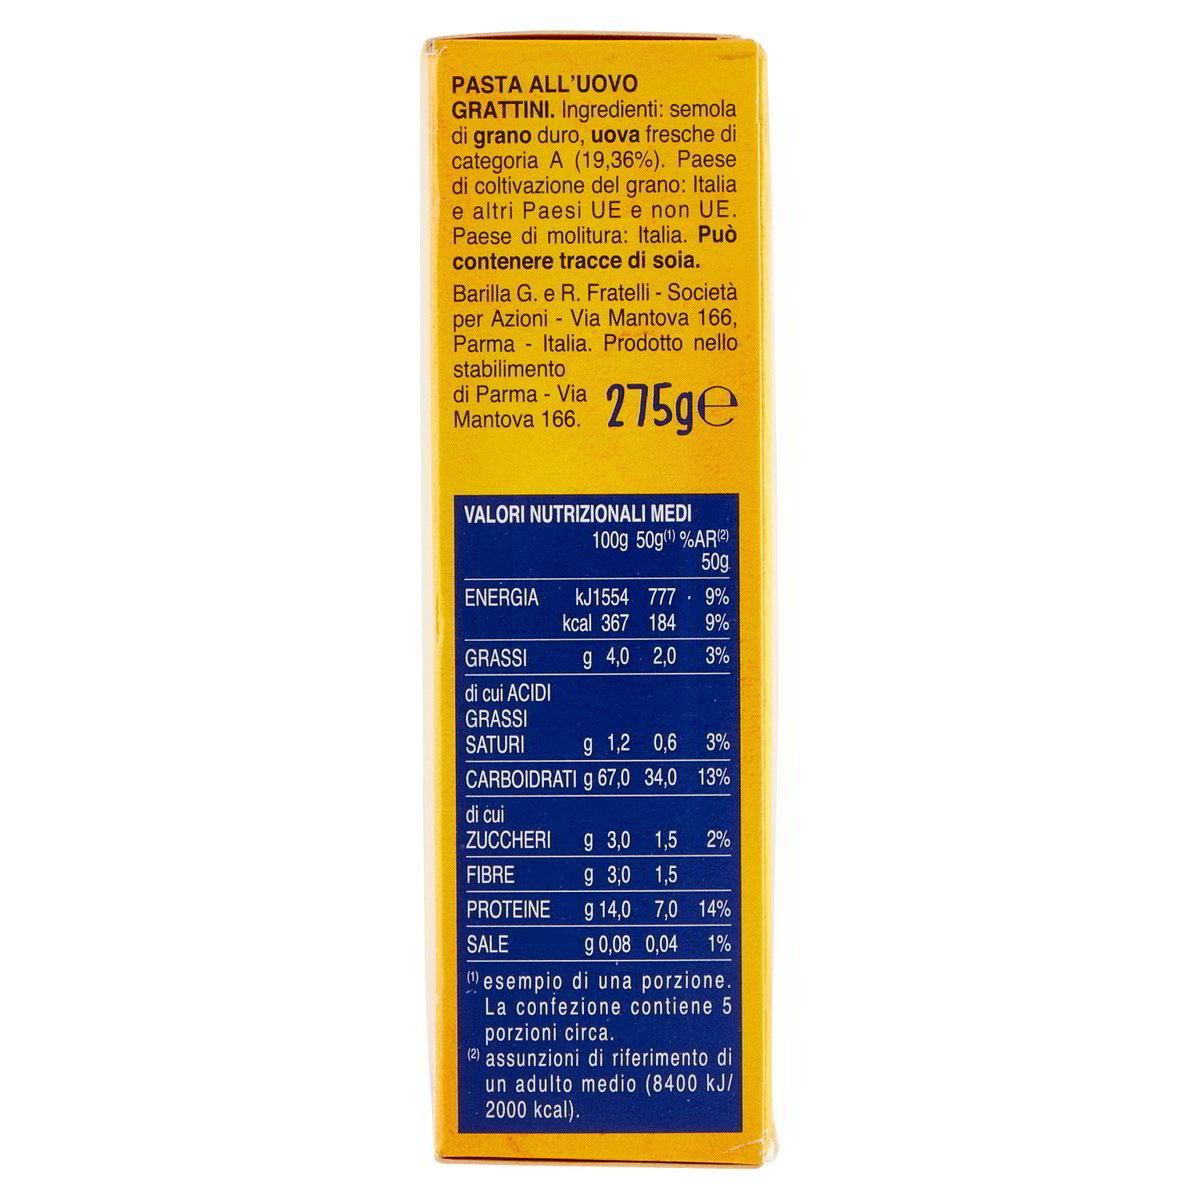 PASTA ALL'UOVO
GRATTINI. Ingredienti: semola
di grano duro, uova fresche di
categoria A (19,36%). Paese
di coltivazione del grano: Italia
e altri Paesi UE e non UE.
Paese di molitura: Italia. Può
contenere tracce di soia.
Barilla G. e R. Fratelli - Società
per Azioni - Via Mantova 166,
Parma - Italia. Prodotto nello
stabilimento
di Parma - Via
Mantova 166.
275g℮
VALORI NUTRIZIONALI MEDI
100g 50g(1) %AR(2)
50g
ENERGIA kJ1554 777 9%
kcal 367 184 9%
GRASSI g 4,0 2,0 3%
di cui ACIDI
GRASSI
SATURI g 1,2 0,6 3%
CARBOIDRATI g 67,0 34,0 13%
di cui
ZUCCHERI g 3,0 1,5 2%
FIBRE g 3,0 1,5
PROTEINE g 14,0 7,0 14%
SALE g 0,08 0,04 1%
(1) esempio di una porzione.
La confezione contiene 5
porzioni circa.
(2) assunzioni di riferimento di
un adulto medio (8400 kJ/
2000 kcal).